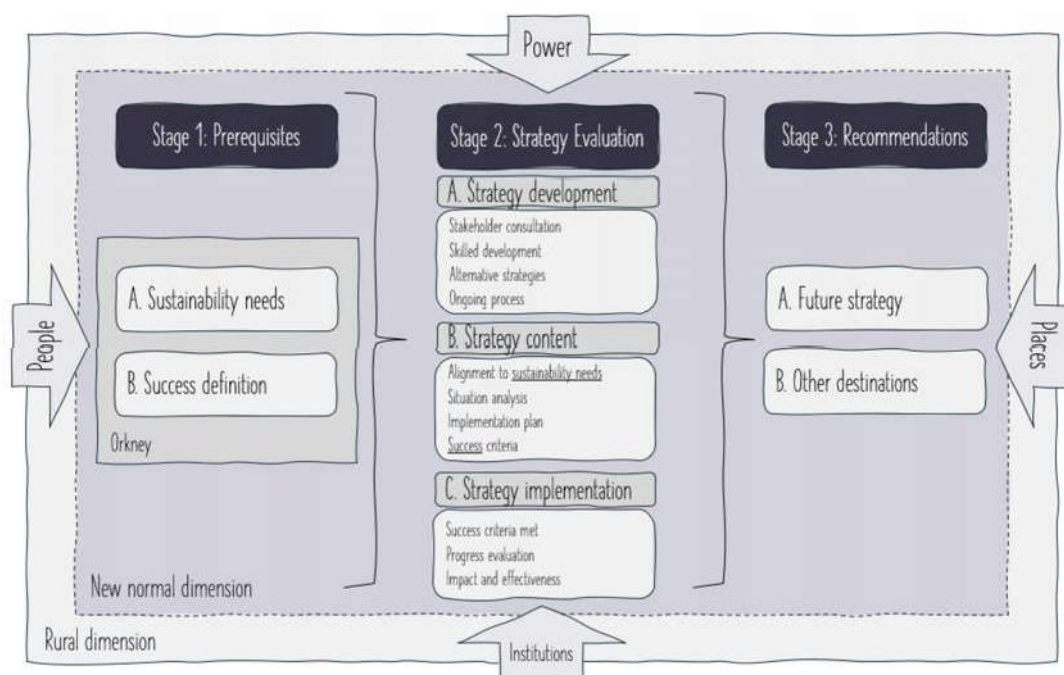 Power
Stage 1: Prerequisites
Stage 2: Strategy Evaluation
Stage 3: Recommendations
A. Strategy development
Stakeholder consultation
Skilled development
Alternative strategies
Ongoing process
A. Sustainability needs
B. Success definition
Orkney
People
B. Strategy content
Alignment to sustainability needs
Situation analysis
Implementation plan
Success criteria
A. Future strategy
B. Other destinations
Places
C. Strategy implementation
Success criteria met
Progress evaluation
Impact and effectiveness
New normal dimension
Rural dimension
Institutions